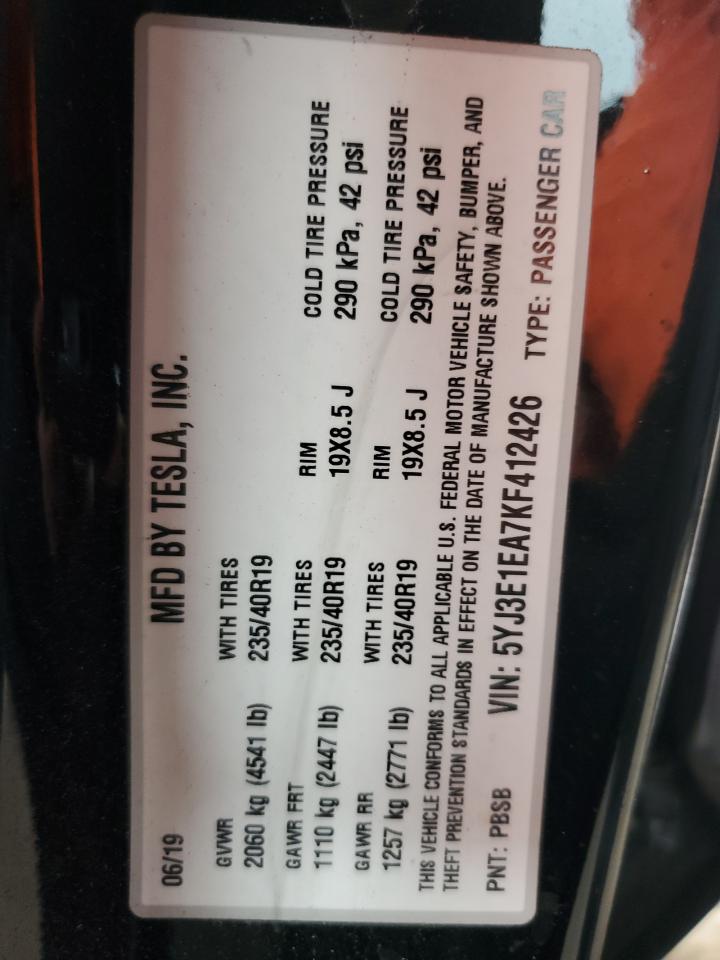 06/19 MFD BY TESLA, INC.
GVWR WITH TIRES
2060 kg (4541 lb) 235/40R19
GAWR FRT WITH TIRES RIM COLD TIRE PRESSURE
1110 kg (2447 lb) 235/40R19 19X8.5 J 290 kPa, 42 psi
GAWR RR WITH TIRES RIM COLD TIRE PRESSURE
1257 kg (2771 lb) 235/40R19 19X8.5 J 290 kPa, 42 psi
THIS VEHICLE CONFORMS TO ALL APPLICABLE U.S. FEDERAL MOTOR VEHICLE SAFETY, BUMPER, AND
THEFT PREVENTION STANDARDS IN EFFECT ON THE DATE OF MANUFACTURE SHOWN ABOVE.
PNT: PBSB VIN: 5YJ3E1EA7KF412426 TYPE: PASSENGER CAR